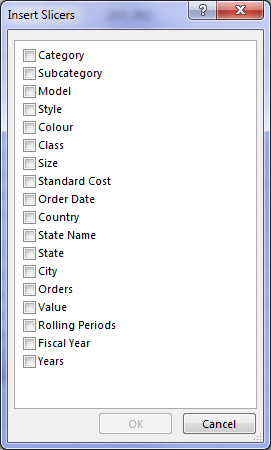 Insert Slicers
?
Category
Subcategory
Model
Style
Colour
Class
Size
Standard Cost
Order Date
Country
State Name
State
City
Orders
Value
Rolling Periods
Fiscal Year
Years
OK Cancel